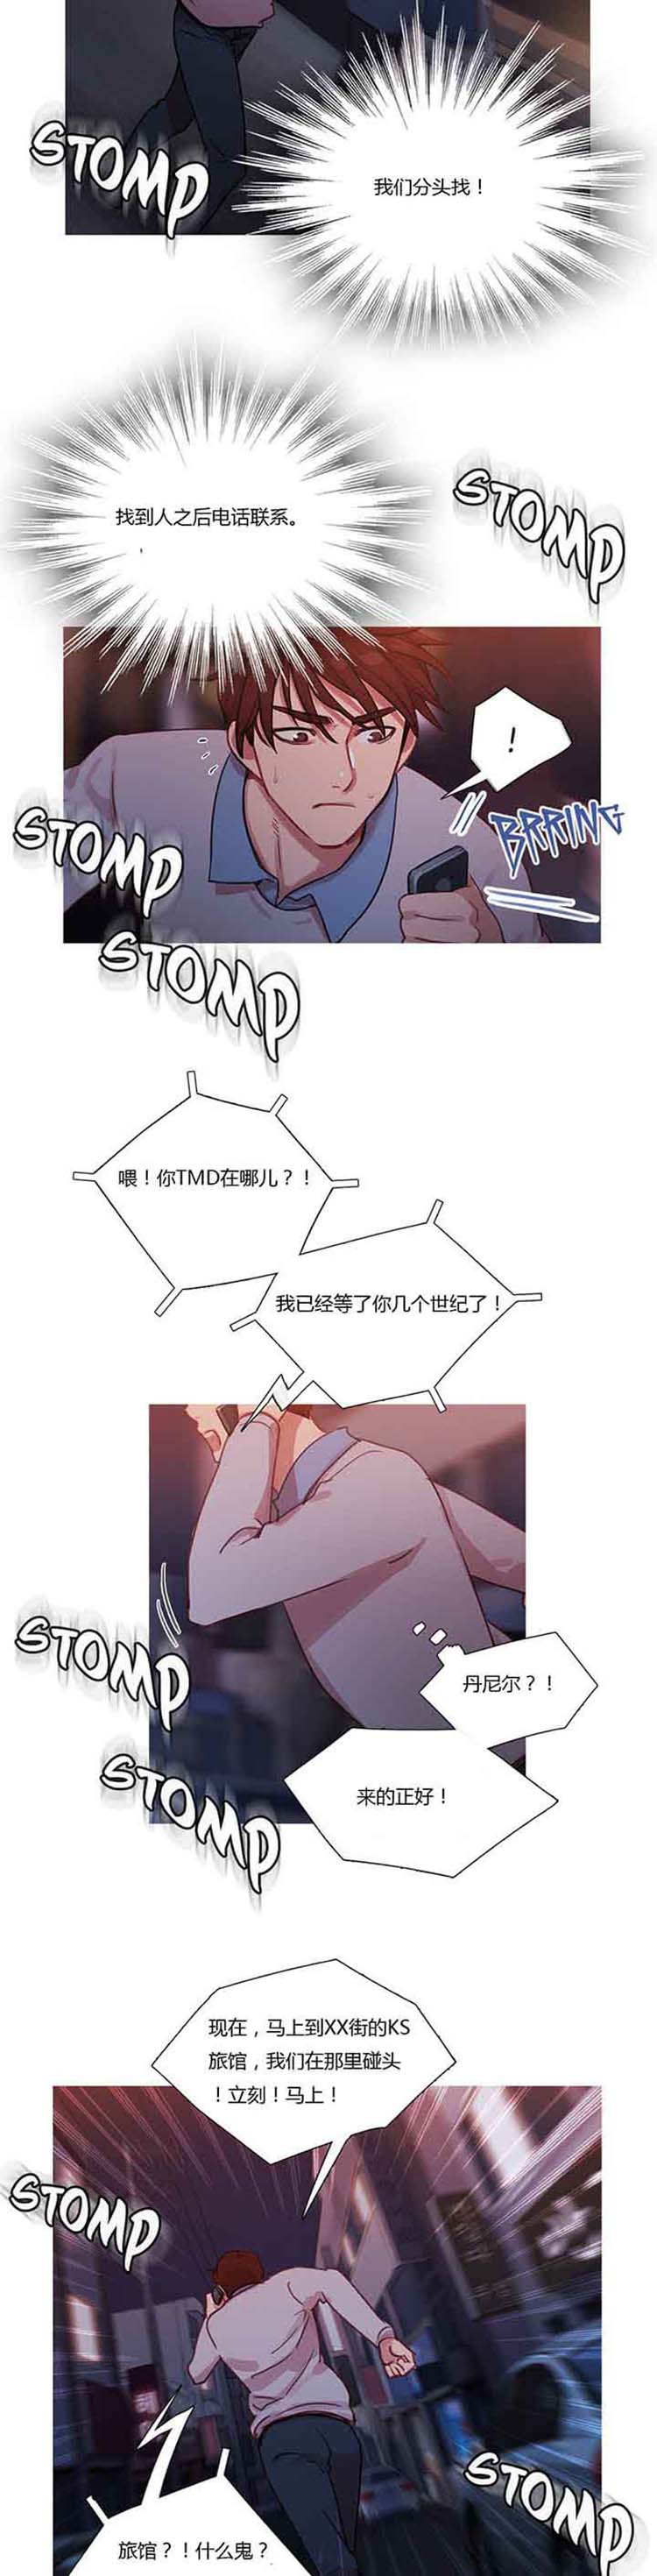 STOMP
我们分头找！
找到人之后电话联系。
STOMP
！
BRRING
STOMP
STOMP
喂！你TMD在哪儿？！
我已经等了你几个世纪了！
STOMP
丹尼尔？！
STOMP
来的正好！
现在，马上到XX街的KS
旅馆，我们在那里碰头
！立刻！马上！
STOMP
STOMP
旅馆？！什么鬼？